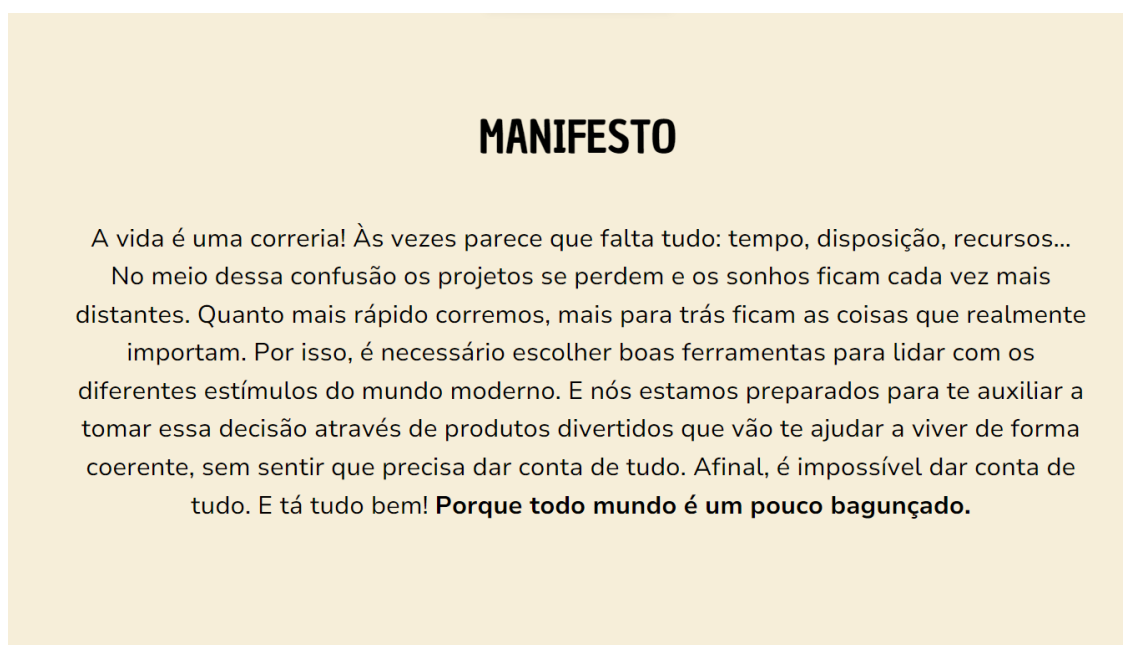 MANIFESTO
A vida é uma correria! Às vezes parece que falta tudo: tempo, disposição, recursos...
No meio dessa confusão os projetos se perdem e os sonhos ficam cada vez mais
distantes. Quanto mais rápido corremos, mais para trás ficam as coisas que realmente
importam. Por isso, é necessário escolher boas ferramentas para lidar com os
diferentes estímulos do mundo moderno. E nós estamos preparados para te auxiliar a
tomar essa decisão através de produtos divertidos que vão te ajudar a viver de forma
coerente, sem sentir que precisa dar conta de tudo. Afinal, é impossível dar conta de
tudo. E tá tudo bem! Porque todo mundo é um pouco bagunçado.